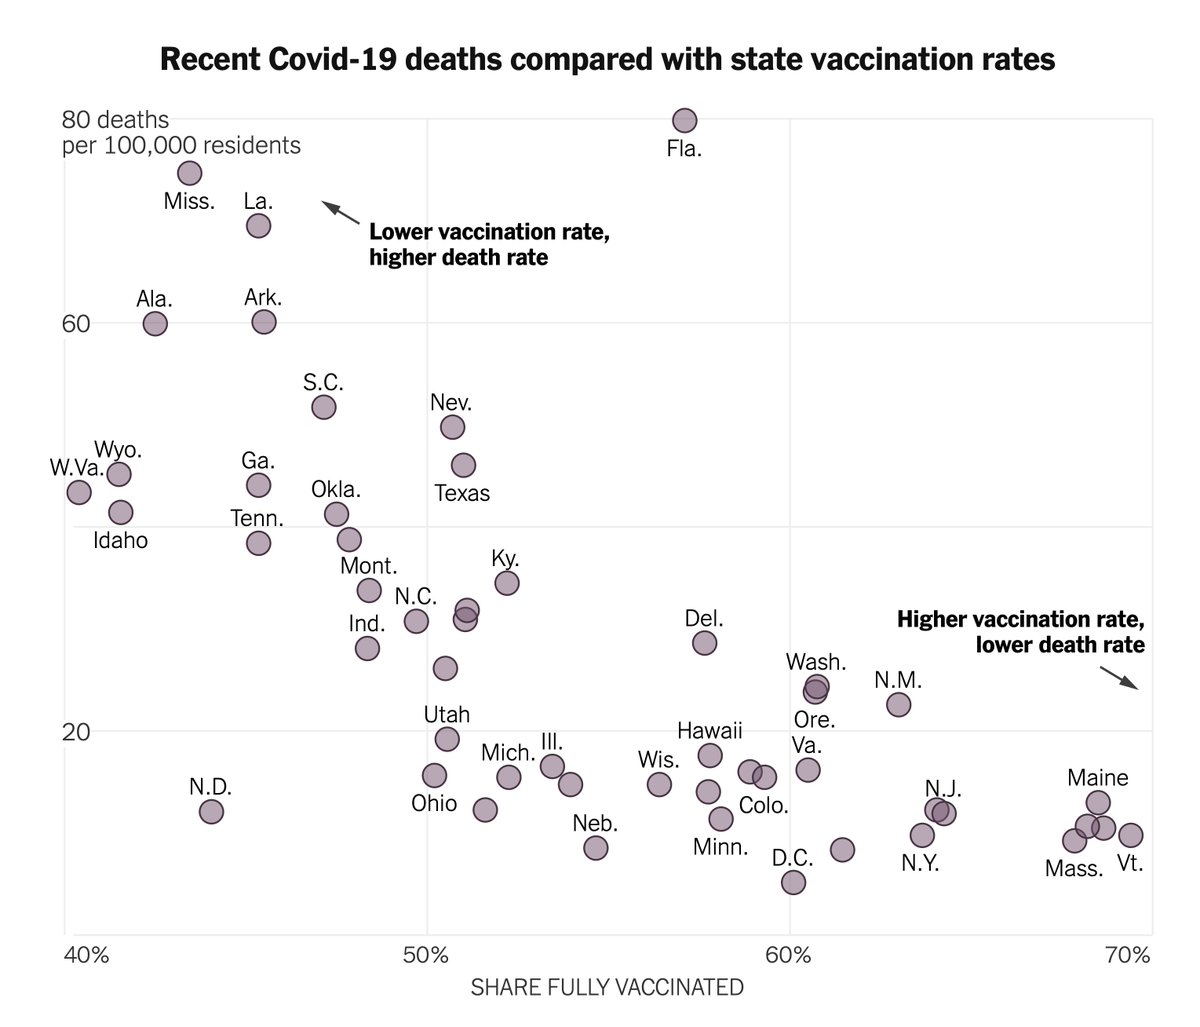 Recent Covid-19 deaths compared with state vaccination rates
80 deaths
per 100,000 residents
Fla.
Miss.
La.
Lower vaccination rate,
higher death rate
Ala.
Ark.
60
S.C.
Nev.
Wyo.
W.Va.
Ga.
Texas
Okla.
Idaho
Tenn.
Mont.
Ky.
N.C.
Ind.
Del.
Higher vaccination rate,
lower death rate
Wash.
N.M.
Utah
Ore.
20
Hawaii
Mich.
Ill.
Va.
Wis.
N.D.
Ohio
Colo.
N.J.
Maine
Neb.
Minn.
D.C.
N.Y.
Mass.
Vt.
40%
50%
60%
70%
SHARE FULLY VACCINATED